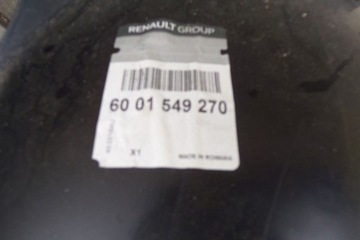 RENAULT GROUP
60 01 549 270
X1
MADE IN ROMANIA